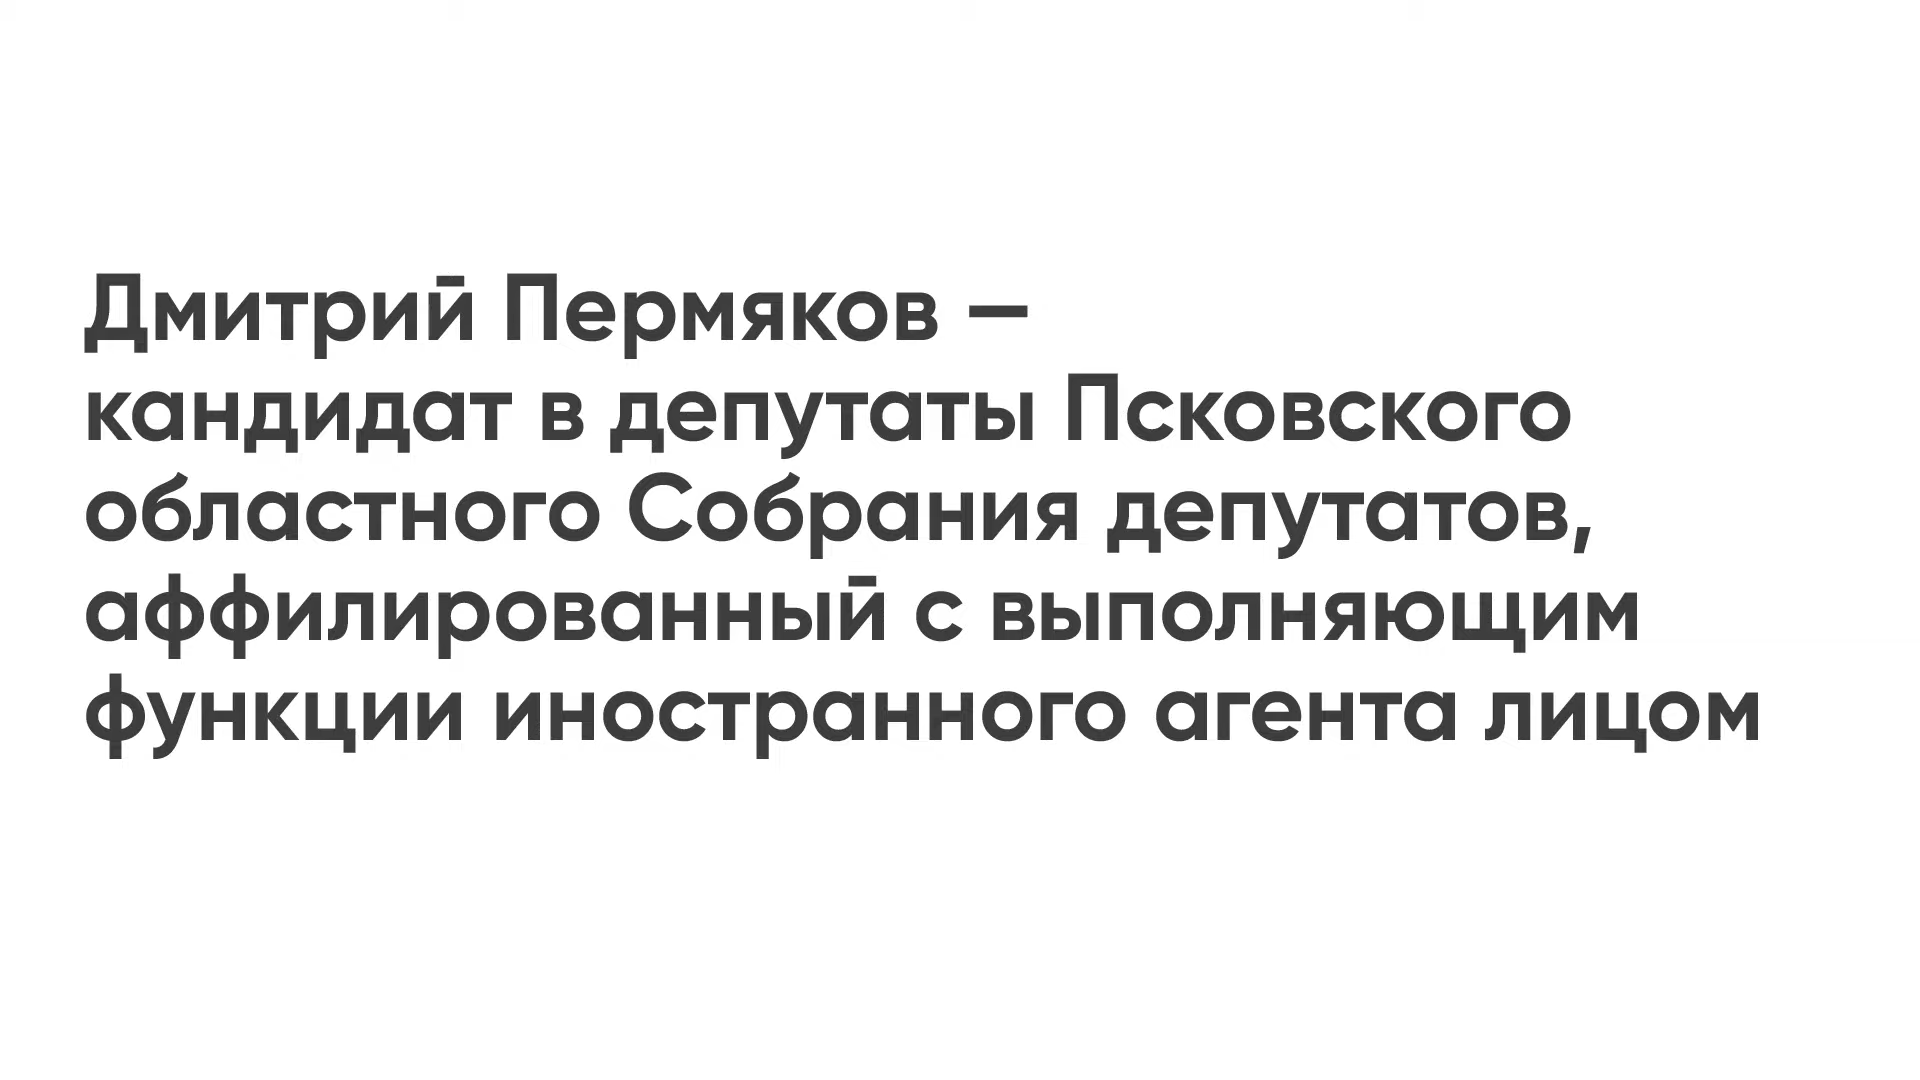 Дмитрий Пермяков —
кандидат в депутаты Псковского
областного Собрания депутатов,
аффилированный с выполняющим
функции иностранного агента лицом